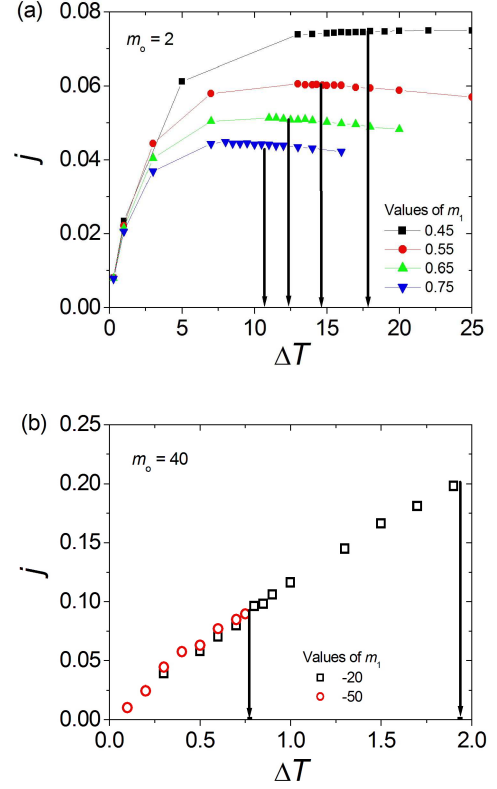 (a)
0.08
m₀ = 2
0.06
j
0.04
Values of m₁
0.45
0.02
0.55
0.65
0.75
0.00
0 5 10 15 20 25
ΔT
(b)
0.25
m₀ = 40
0.20
0.15
j
0.10
Values of m₁
0.05
-20
-50
0.00
0.0 0.5 1.0 1.5 2.0
ΔT